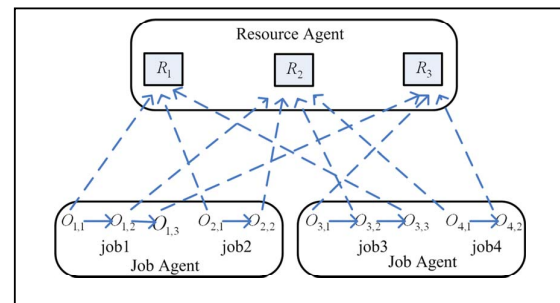 Resource Agent
R₁ R₂ R₃
O₁,₁ O₁,₂ O₁,₃ O₂,₁ O₂,₂ O₃,₁ O₃,₂ O₃,₃ O₄,₁ O₄,₂
job1 job2 job3 job4
Job Agent Job Agent